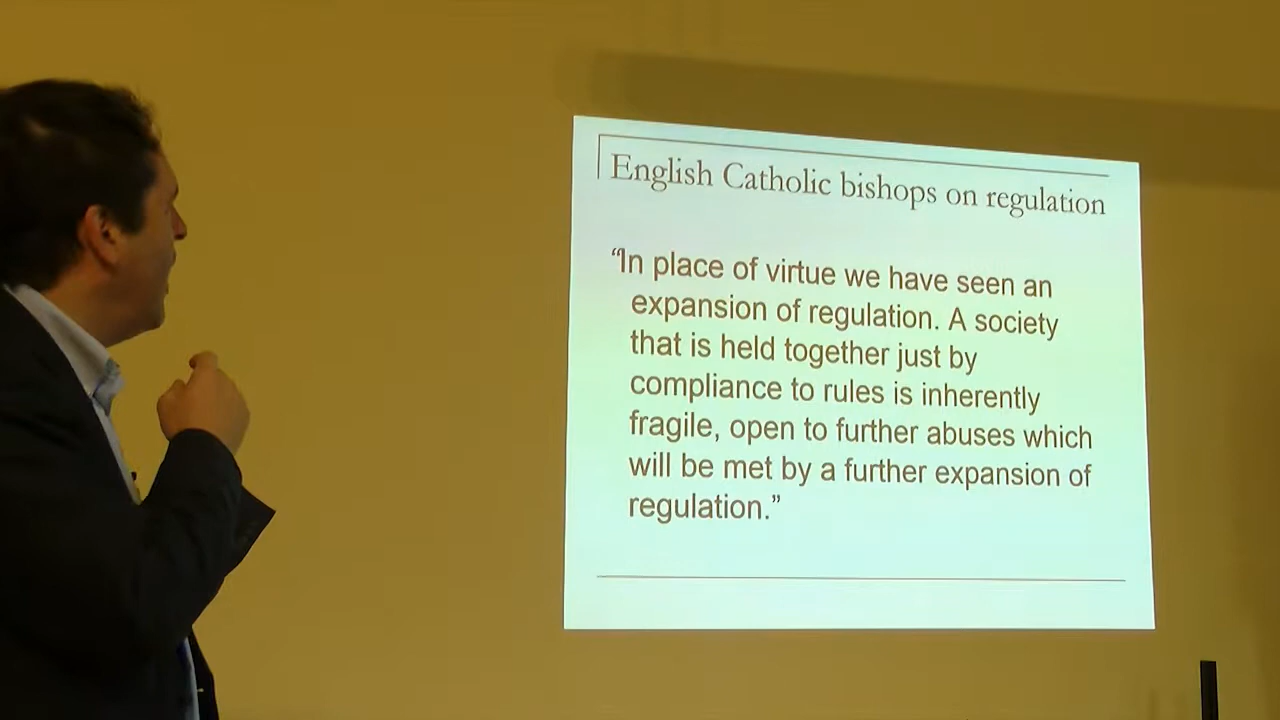 English Catholic bishops on regulation
“In place of virtue we have seen an
expansion of regulation. A society
that is held together just by
compliance to rules is inherently
fragile, open to further abuses which
will be met by a further expansion of
regulation.”